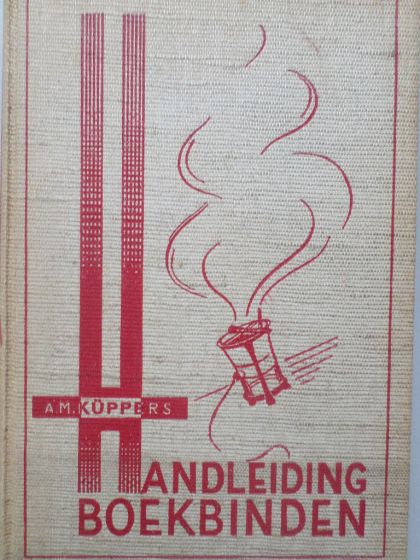 A.M. KÜPPERS
HANDLEIDING
BOEKBINDEN